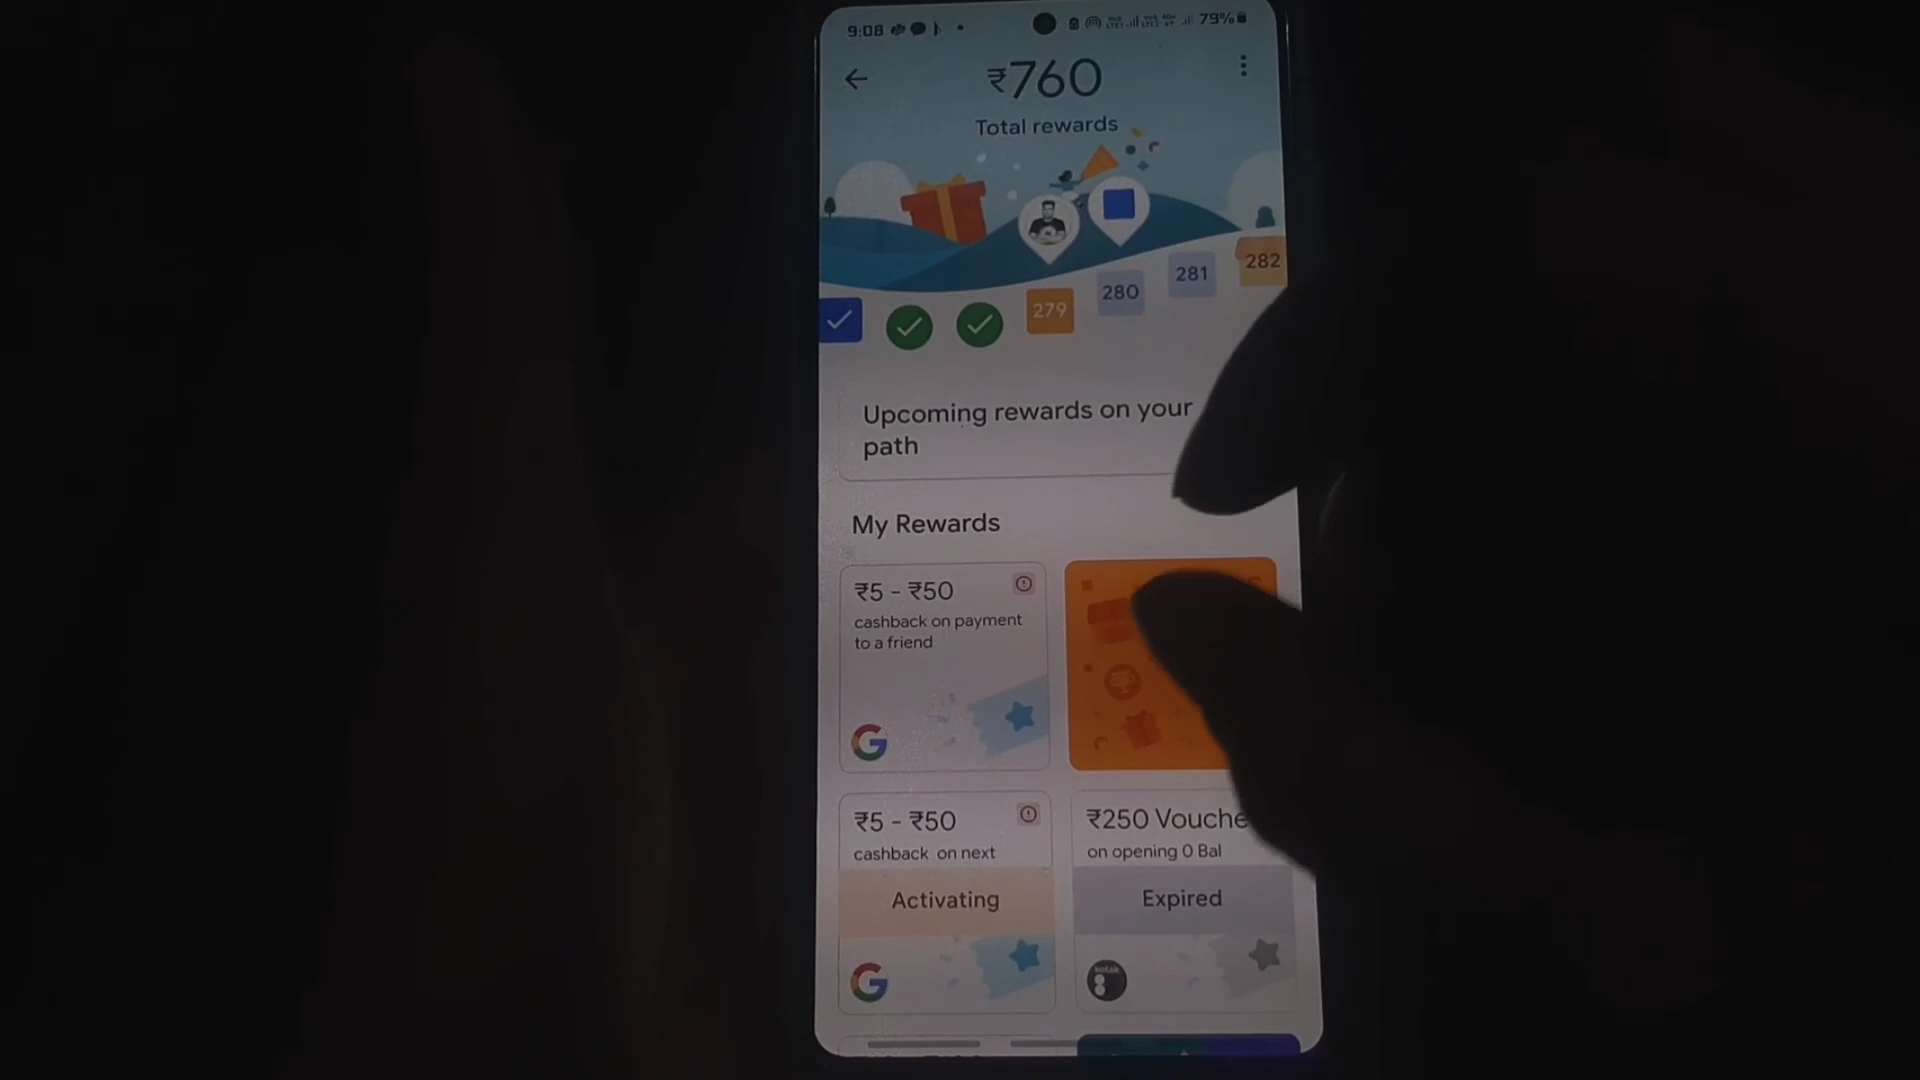 9:08
79%
₹760
Total rewards
279
280
281
282
Upcoming rewards on your
path
My Rewards
₹5 - ₹50
cashback on payment
to a friend
₹5 - ₹50
cashback on next
Activating
₹250 Vouche
on opening 0 Bal
Expired
kotak